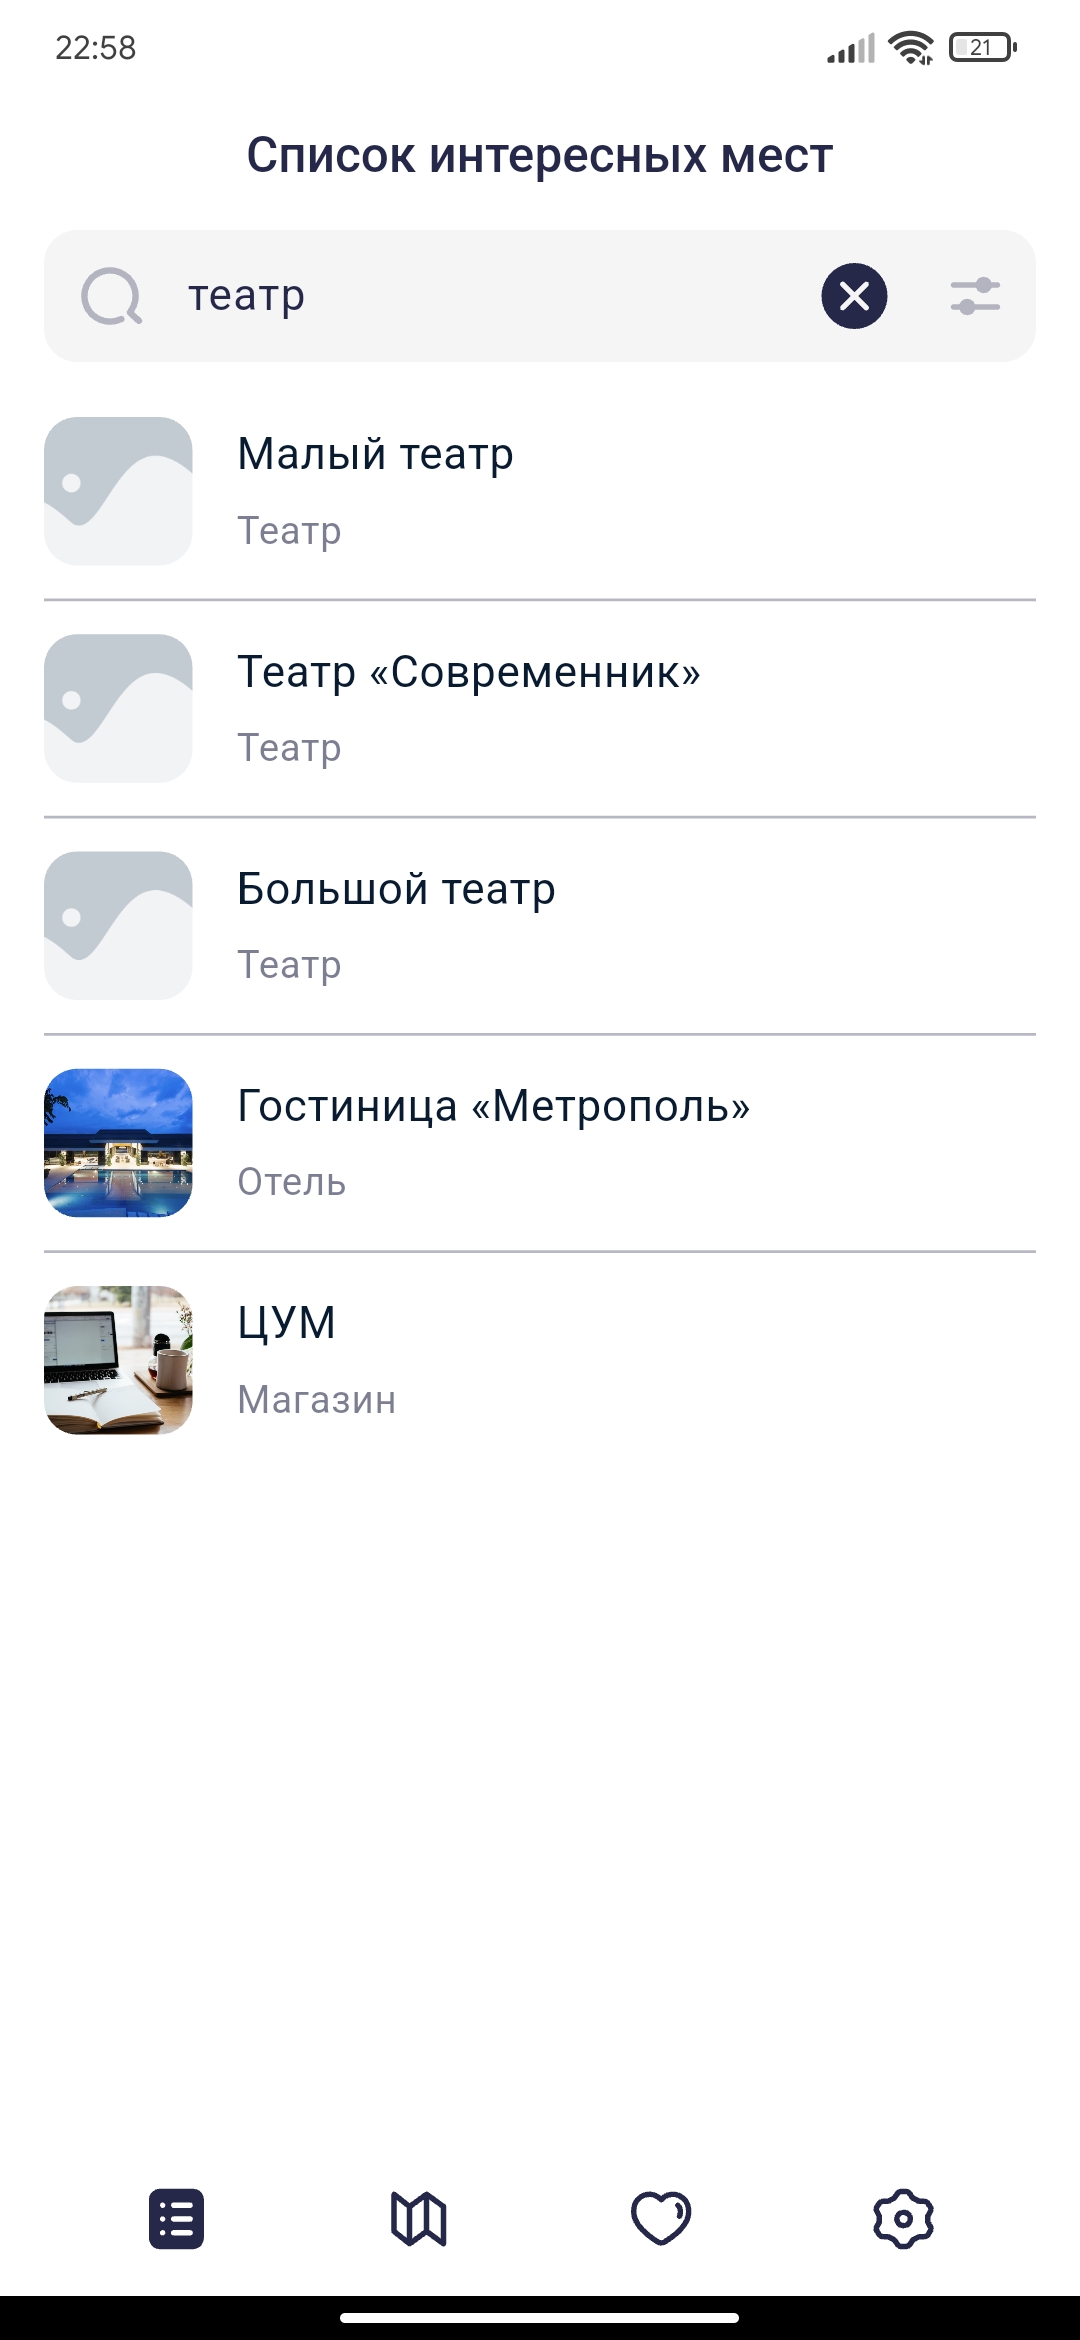 22:58
21
Список интересных мест
театр
Малый театр
Театр
Театр «Современник»
Театр
Большой театр
Театр
Гостиница «Метрополь»
Отель
ЦУМ
Магазин